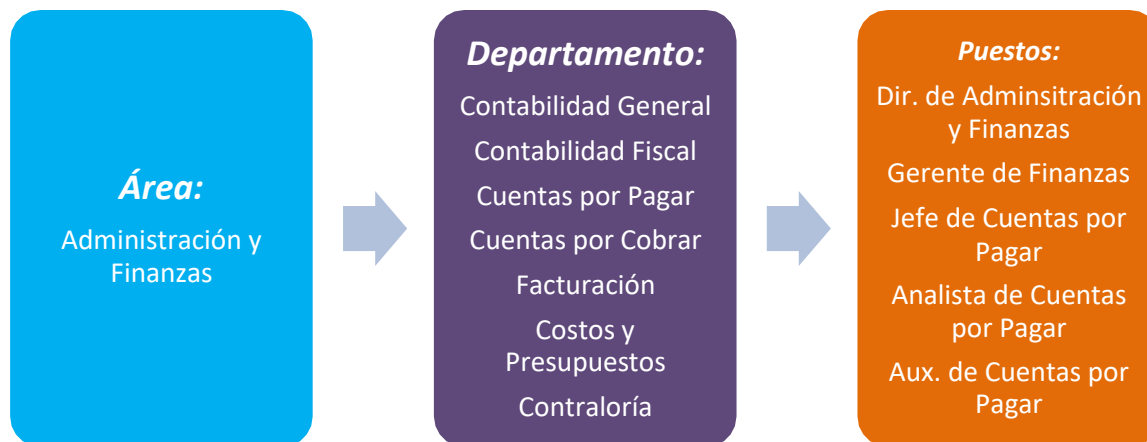 Área:
Administración y
Finanzas
Departamento:
Contabilidad General
Contabilidad Fiscal
Cuentas por Pagar
Cuentas por Cobrar
Facturación
Costos y
Presupuestos
Contraloría
Puestos:
Dir. de Adminsitración
y Finanzas
Gerente de Finanzas
Jefe de Cuentas por
Pagar
Analista de Cuentas
por Pagar
Aux. de Cuentas por
Pagar